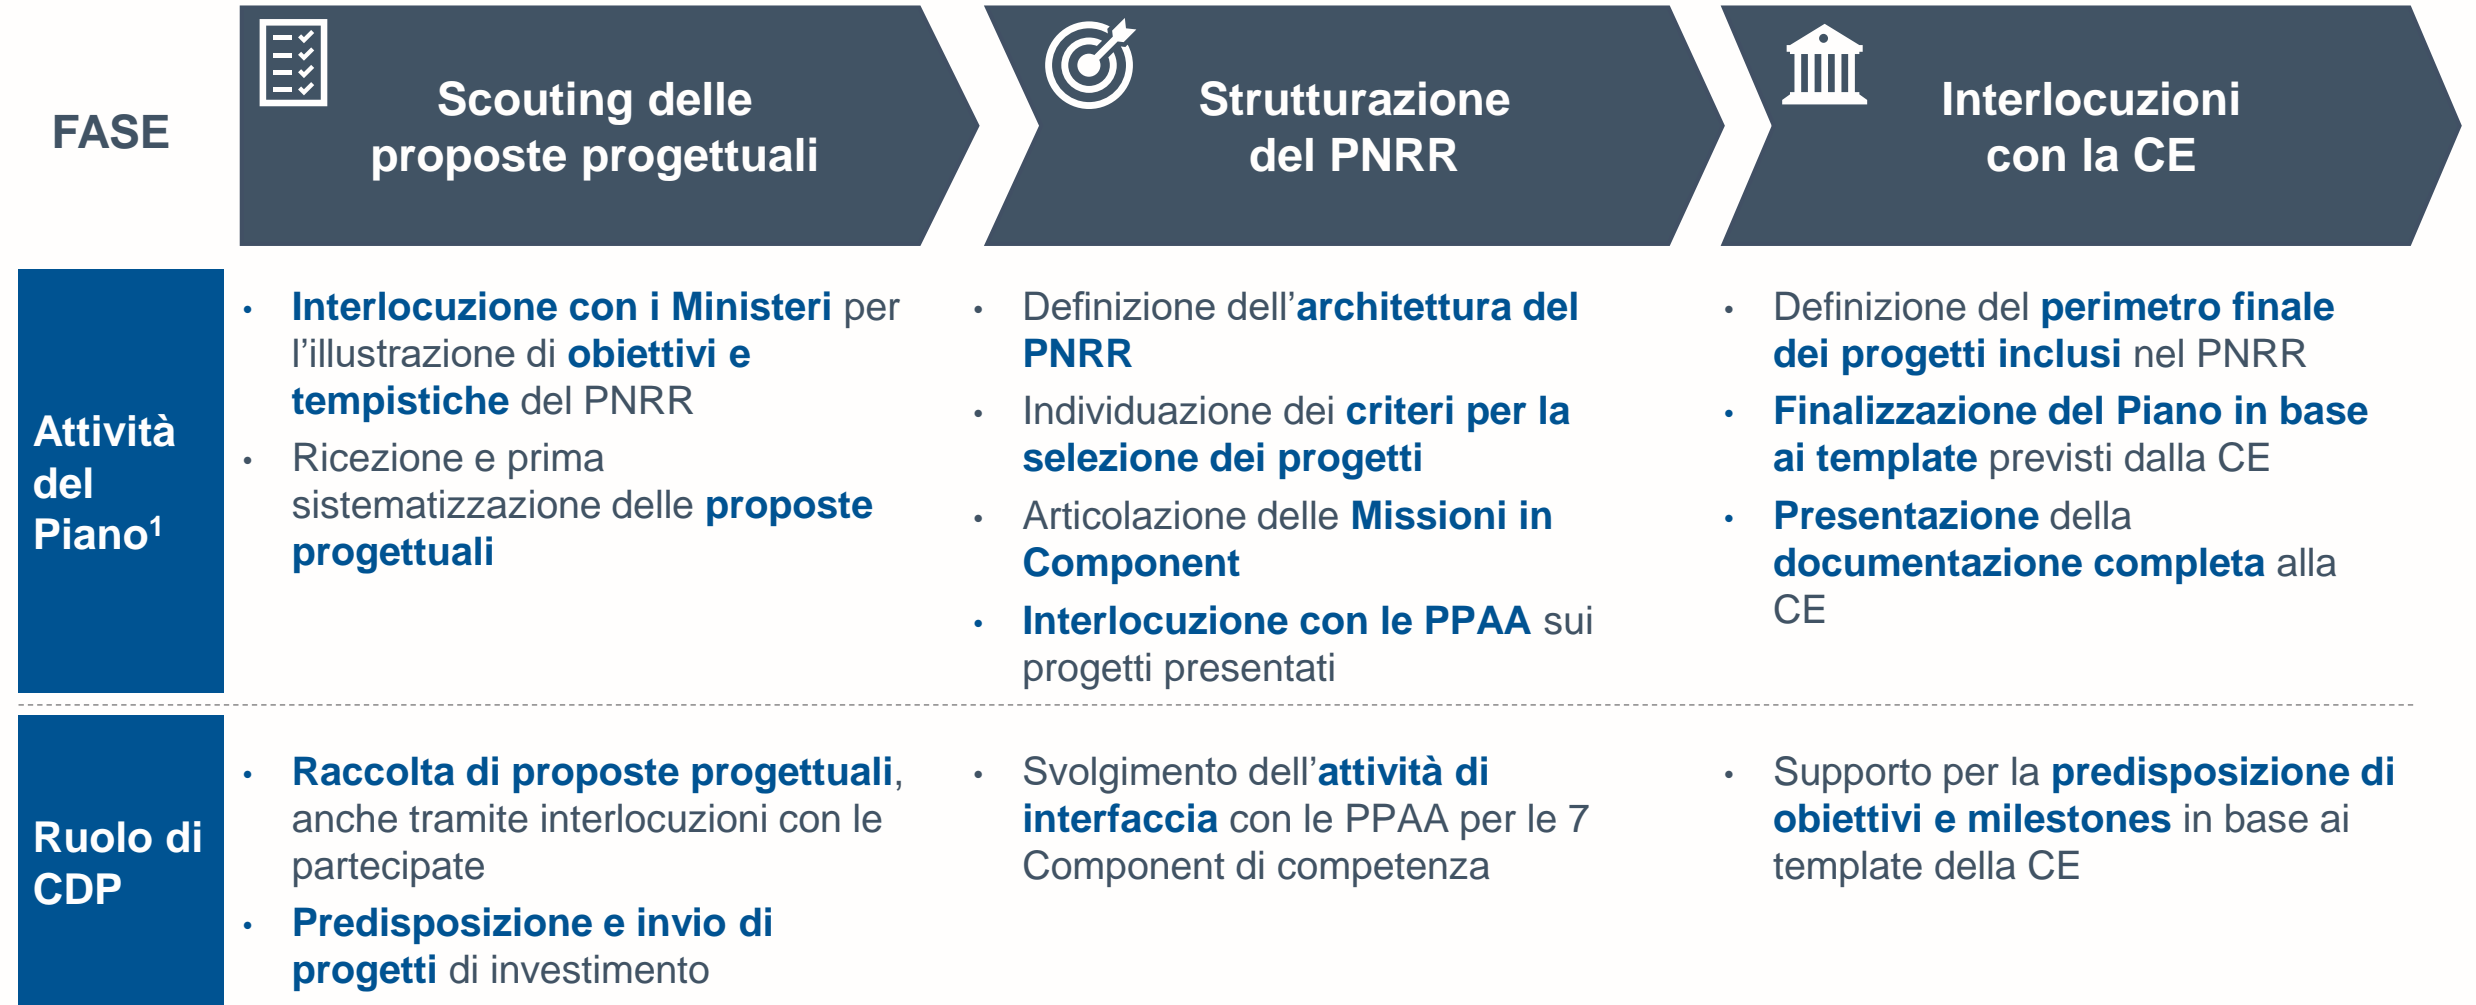 FASE
Scouting delle
proposte progettuali
Strutturazione
del PNRR
Interlocuzioni
con la CE
Attività
del
Piano¹
• Interlocuzione con i Ministeri per
l'illustrazione di obiettivi e
tempistiche del PNRR
• Ricezione e prima
sistematizzazione delle proposte
progettuali
• Definizione dell'architettura del
PNRR
• Individuazione dei criteri per la
selezione dei progetti
• Articolazione delle Missioni in
Component
• Interlocuzione con le PPAA sui
progetti presentati
• Definizione del perimetro finale
dei progetti inclusi nel PNRR
• Finalizzazione del Piano in base
ai template previsti dalla CE
• Presentazione della
documentazione completa alla
CE
Ruolo di
CDP
• Raccolta di proposte progettuali,
anche tramite interlocuzioni con le
partecipate
• Predisposizione e invio di
progetti di investimento
• Svolgimento dell'attività di
interfaccia con le PPAA per le 7
Component di competenza
• Supporto per la predisposizione di
obiettivi e milestones in base ai
template della CE